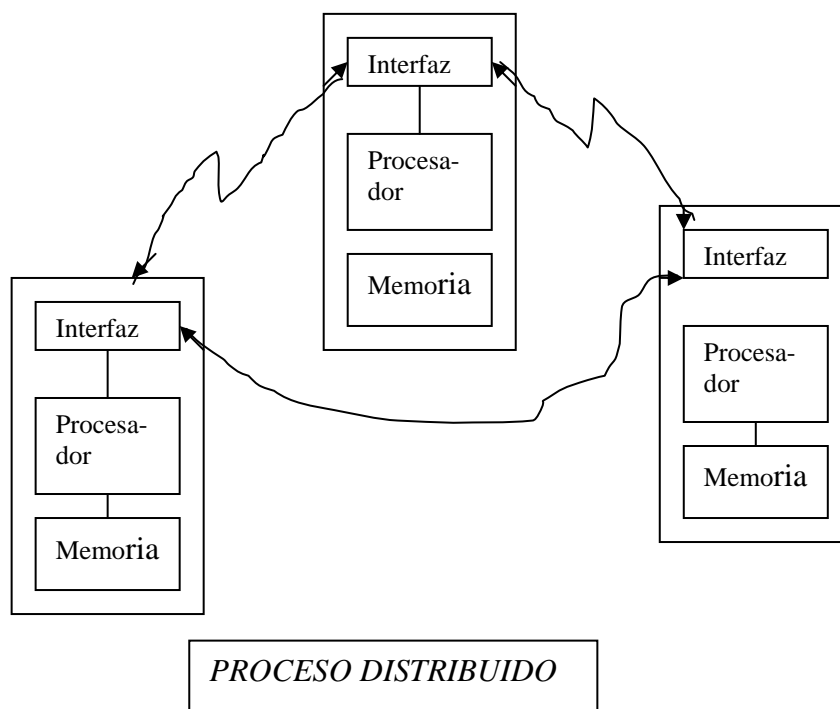 Interfaz
Procesa-
dor
Memoria
Interfaz
Procesa-
dor
Memoria
Interfaz
Procesa-
dor
Memoria
PROCESO DISTRIBUIDO